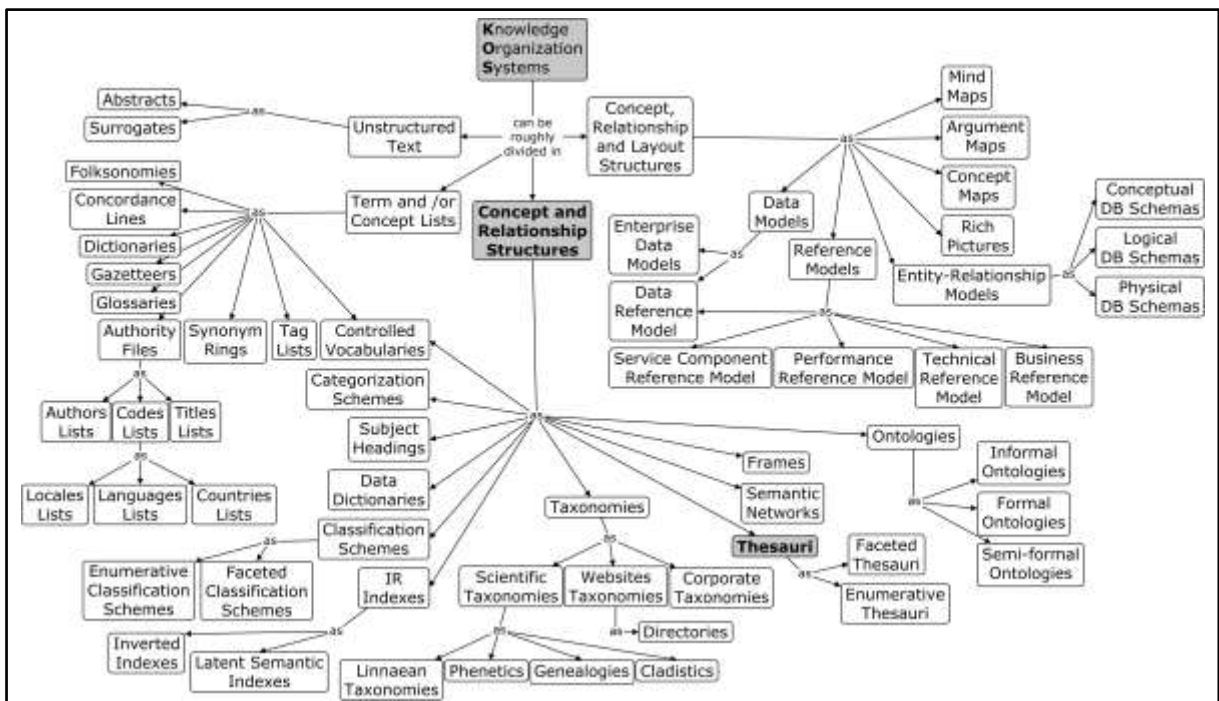 Knowledge
Organization
Systems
can be
roughly
divided in
Unstructured
Text
as
Abstracts
Surrogates
Term and /or
Concept Lists
as
Folksonomies
Concordance
Lines
Dictionaries
Gazetteers
Glossaries
Authority
Files
Synonym
Rings
Tag
Lists
Controlled
Vocabularies
as
Authors
Lists
Codes
Lists
Titles
Lists
as
Locales
Lists
Languages
Lists
Countries
Lists
Concept,
Relationship
and Layout
Structures
as
Mind
Maps
Argument
Maps
Concept
Maps
Rich
Pictures
Entity-Relationship
Models
as
Conceptual
DB Schemas
Logical
DB Schemas
Physical
DB Schemas
Data
Models
as
Enterprise
Data
Models
Data
Reference
Model
Reference
Models
as
Service Component
Reference Model
Performance
Reference Model
Technical
Reference
Model
Business
Reference
Model
Concept and
Relationship
Structures
as
Categorization
Schemes
Subject
Headings
Data
Dictionaries
Classification
Schemes
as
Enumerative
Classification
Schemes
Faceted
Classification
Schemes
IR
Indexes
as
Inverted
Indexes
Latent Semantic
Indexes
Taxonomies
as
Scientific
Taxonomies
Websites
Taxonomies
Corporate
Taxonomies
as
Directories
as
Linnaean
Taxonomies
Phenetics
Genealogies
Cladistics
Thesauri
as
Faceted
Thesauri
Enumerative
Thesauri
Semantic
Networks
Frames
Ontologies
as
Informal
Ontologies
Formal
Ontologies
Semi-formal
Ontologies